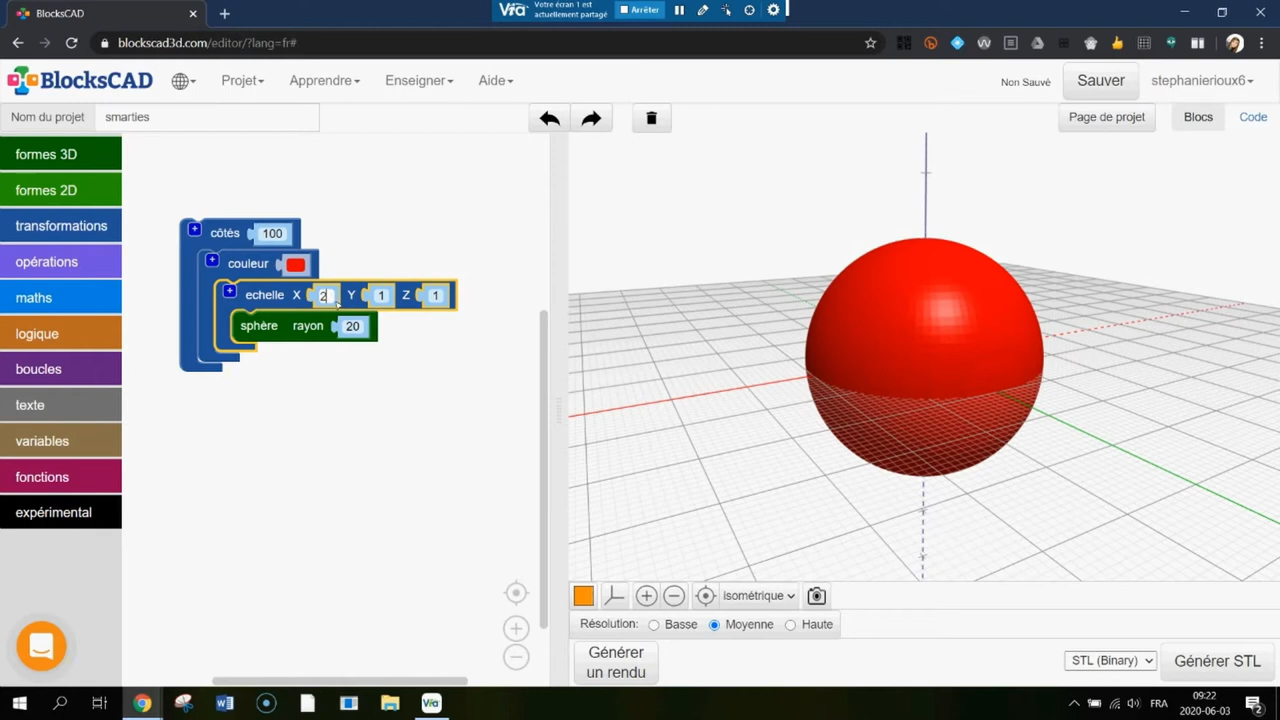 BlocksCAD
Via
Votre écran 1 est
actuellement partagé
Arrêter
blockscad3d.com/editor/?lang=fr#
BlocksCAD
Projet
Apprendre
Enseigner
Aide
Non Sauvé
Sauver
stephanierioux6
Nom du projet
smarties
Page de projet
Blocs
Code
formes 3D
formes 2D
transformations
opérations
maths
logique
boucles
texte
variables
fonctions
expérimental
côtés 100
couleur
echelle X 2 Y 1 Z 1
sphère rayon 20
isométrique
Résolution: Basse Moyenne Haute
Générer
un rendu
STL (Binary)
Générer STL
Via
FRA
09:22
2020-06-03
2